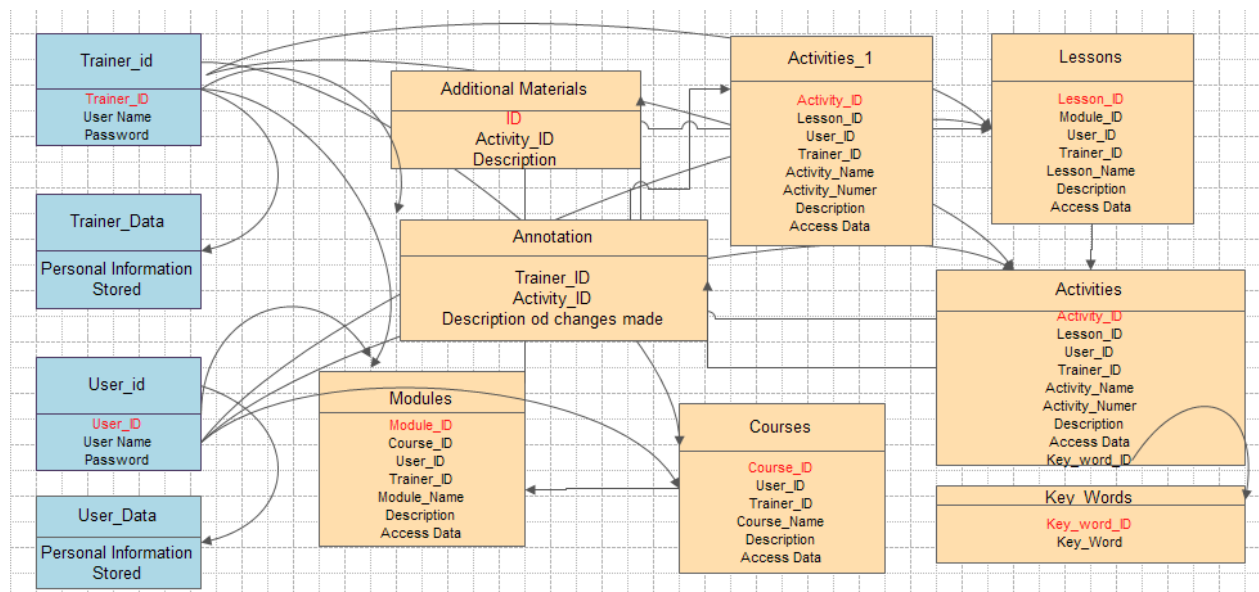 Trainer_id
Trainer_ID
User Name
Password
Trainer_Data
Personal Information
Stored
User_id
User_ID
User Name
Password
User_Data
Personal Information
Stored
Additional Materials
ID
Activity_ID
Description
Annotation
Trainer_ID
Activity_ID
Description od changes made
Modules
Module_ID
Course_ID
User_ID
Trainer_ID
Module_Name
Description
Access Data
Activities_1
Activity_ID
Lesson_ID
User_ID
Trainer_ID
Activity_Name
Activity_Numer
Description
Access Data
Courses
Course_ID
User_ID
Trainer_ID
Course_Name
Description
Access Data
Lessons
Lesson_ID
Module_ID
User_ID
Trainer_ID
Lesson_Name
Description
Access Data
Activities
Activity_ID
Lesson_ID
User_ID
Trainer_ID
Activity_Name
Activity_Numer
Description
Access Data
Key_word_ID
Key_Words
Key_word_ID
Key_Word